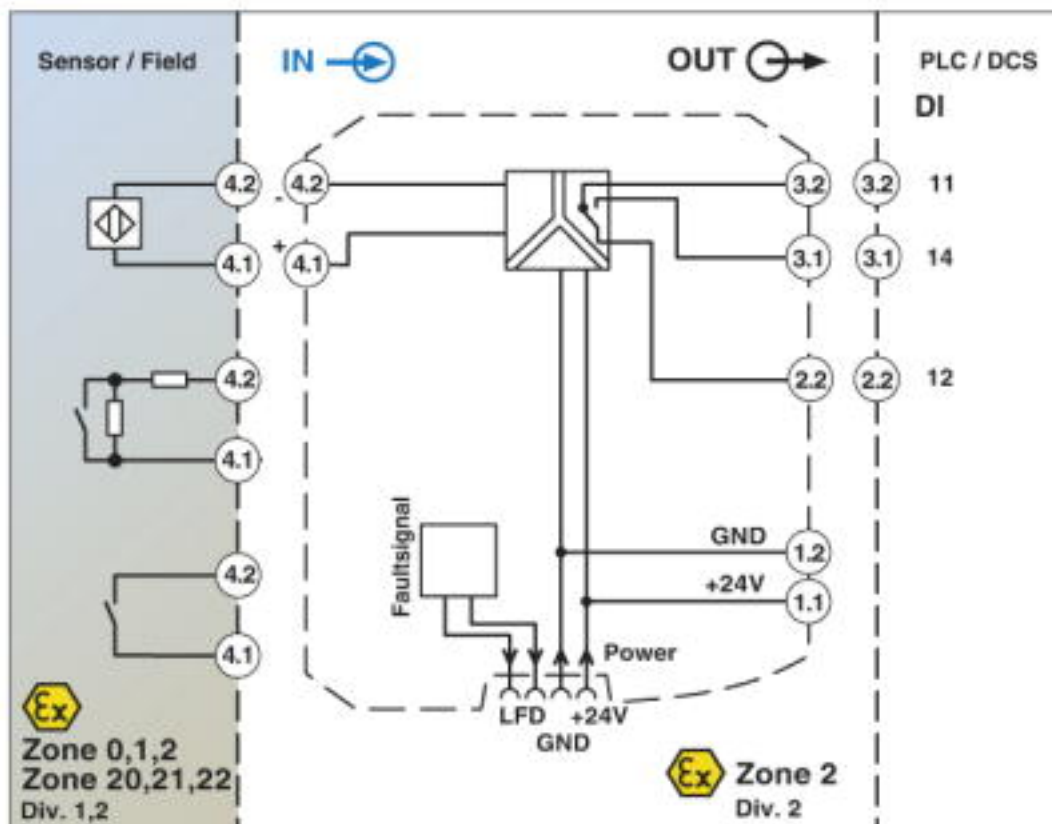 Sensor / Field
IN
OUT
PLC / DCS
DI
4.2
-
4.2
3.2
3.2
11
+
4.1
4.1
3.1
3.1
14
4.2
2.2
2.2
12
4.1
Faultsignal
GND
1.2
4.2
+24V
1.1
4.1
Power
LFD
+24V
GND
Ex
Zone 0,1,2
Zone 20,21,22
Div. 1,2
Ex
Zone 2
Div. 2